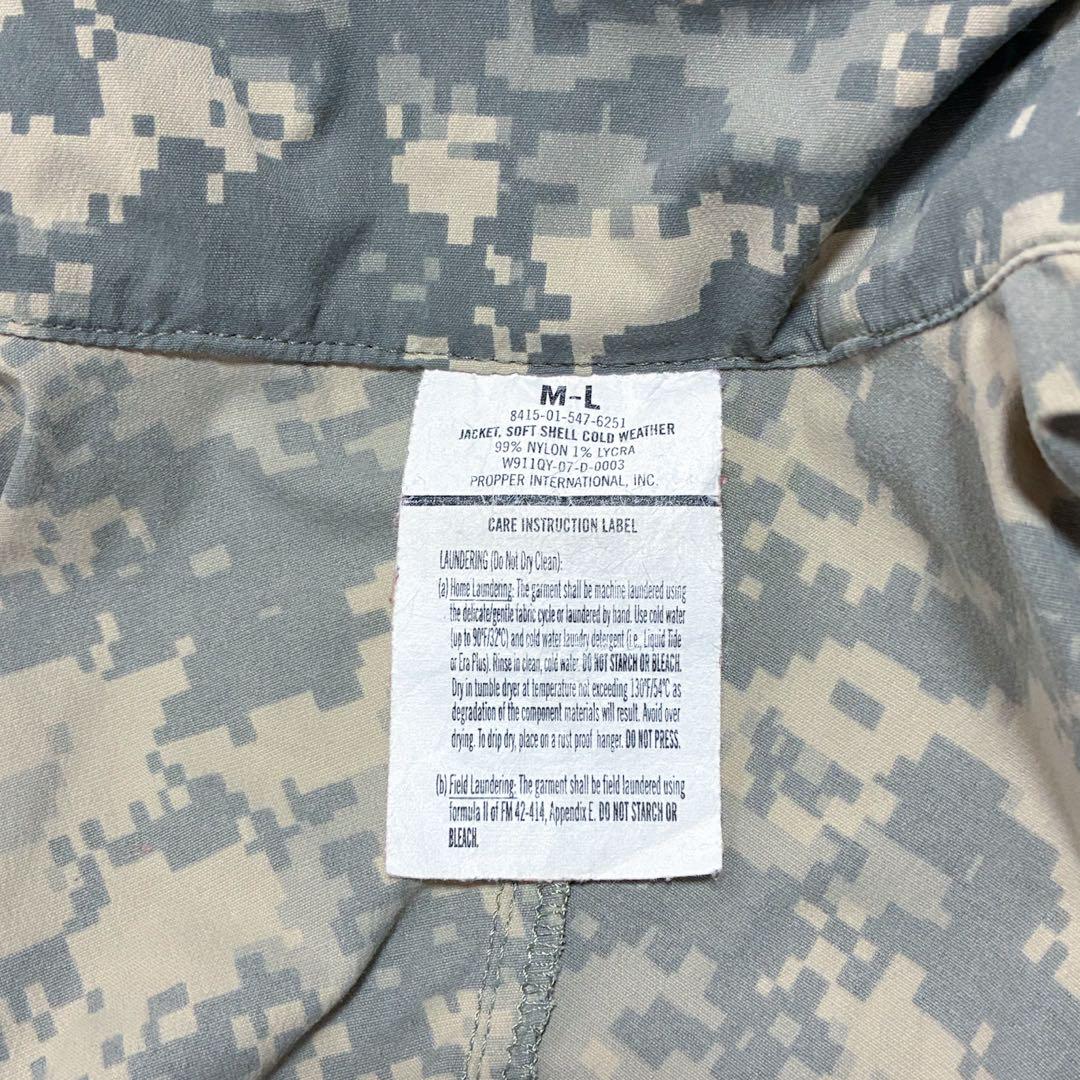 M-L
8415-01-547-6251
JACKET, SOFT SHELL COLD WEATHER
99% NYLON 1% LYCRA
W911QY-07-D-0003
PROPPER INTERNATIONAL, INC.
CARE INSTRUCTION LABEL
LAUNDERING (Do Not Dry Clean):
(a) Home Laundering: The garment shall be machine laundered using
the delicate/gentle fabric cycle or laundered by hand. Use cold water
(up to 90°F/32°C) and cold water laundry detergent (i.e., Liquid Tide
or Era Plus). Rinse in clean, cold water. DO NOT STARCH OR BLEACH.
Dry in tumble dryer at temperature not exceeding 130°F/54°C as
degradation of the component materials will result. Avoid over
drying. To drip dry, place on a rust proof hanger. DO NOT PRESS.
(b) Field Laundering: The garment shall be field laundered using
formula II of FM 42-414, Appendix E. DO NOT STARCH OR
BLEACH.